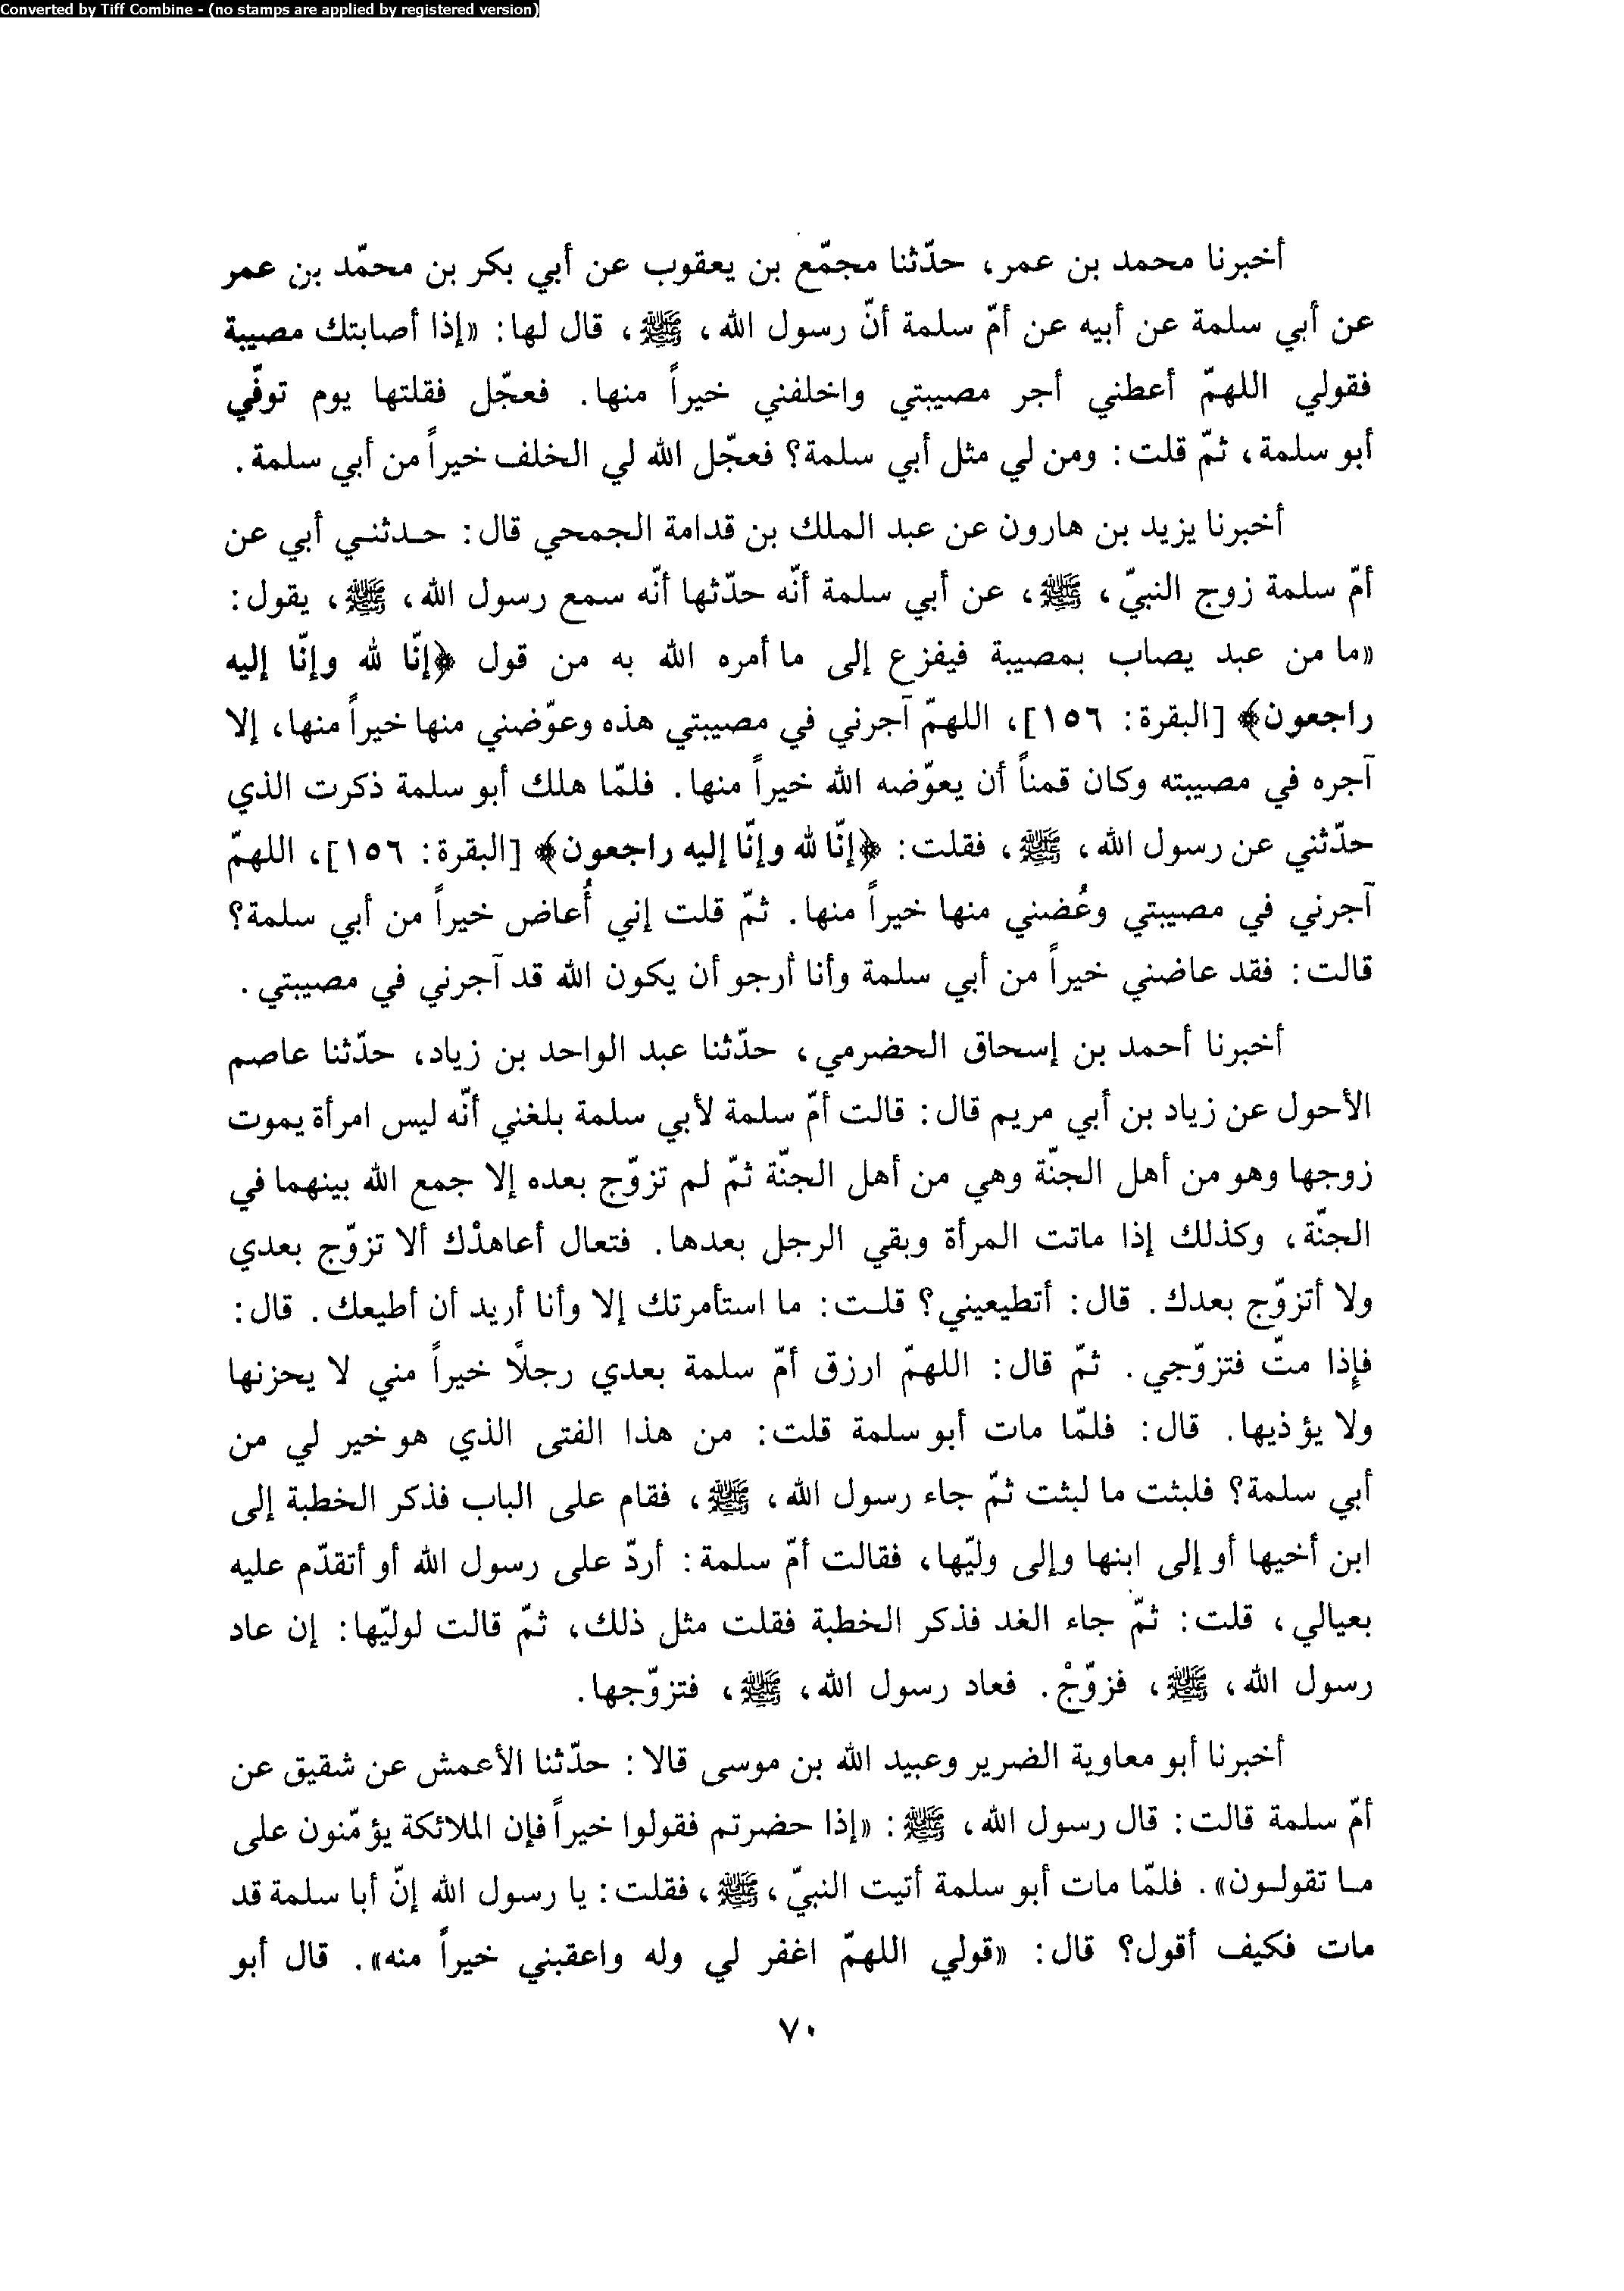 Converted by Tiff Combine - (no stamps are applied by registered version)
أخبرنا محمد بن عمر، حدّثنا مجمّع بن يعقوب عن أبي بكر بن محمّد بن عمر
عن أبي سلمة عن أبيه عن أمّ سلمة أنّ رسول الله، ﷺ، قال لها: «إذا أصابتك مصيبة
فقولي اللهمّ أعطني أجر مصيبتي واخلفني خيراً منها. فعجّل فقلتها يوم توفّي
أبو سلمة، ثمّ قلت: ومن لي مثل أبي سلمة؟ فعجّل الله لي الخلف خيراً من أبي سلمة.
أخبرنا يزيد بن هارون عن عبد الملك بن قدامة الجمحي قال: حدثني أبي عن
أمّ سلمة زوج النبيّ، ﷺ، عن أبي سلمة أنّه حدّثها أنّه سمع رسول الله، ﷺ، يقول:
«ما من عبد يصاب بمصيبة فيفزع إلى ما أمره الله به من قول ﴿إنّا لله وإنّا إليه
راجعون﴾ [البقرة: ١٥٦]، اللهمّ آجرني في مصيبتي هذه وعوّضني منها خيراً منها، إلا
آجره في مصيبته وكان قمناً أن يعوّضه الله خيراً منها. فلمّا هلك أبو سلمة ذكرت الذي
حدّثني عن رسول الله، ﷺ، فقلت: ﴿إنّا لله وإنّا إليه راجعون﴾ [البقرة: ١٥٦]، اللهمّ
آجرني في مصيبتي وعُضني منها خيراً منها. ثمّ قلت إني أُعاض خيراً من أبي سلمة؟
قالت: فقد عاضني خيراً من أبي سلمة وأنا أرجو أن يكون الله قد آجرني في مصيبتي.
أخبرنا أحمد بن إسحاق الحضرمي، حدّثنا عبد الواحد بن زياد، حدّثنا عاصم
الأحول عن زياد بن أبي مريم قال: قالت أمّ سلمة لأبي سلمة بلغني أنّه ليس امرأة يموت
زوجها وهو من أهل الجنّة وهي من أهل الجنّة ثمّ لم تزوّج بعده إلا جمع الله بينهما في
الجنّة، وكذلك إذا ماتت المرأة وبقي الرجل بعدها. فتعال أعاهدْك ألا تزوّج بعدي
ولا أتزوّج بعدك. قال: أتطيعيني؟ قلت: ما استأمرتك إلا وأنا أريد أن أطيعك. قال:
فإذا متّ فتزوّجي. ثمّ قال: اللهمّ ارزق أمّ سلمة بعدي رجلًا خيراً مني لا يحزنها
ولا يؤذيها. قال: فلمّا مات أبو سلمة قلت: من هذا الفتى الذي هو خير لي من
أبي سلمة؟ فلبثت ما لبثت ثمّ جاء رسول الله، ﷺ، فقام على الباب فذكر الخطبة إلى
ابن أخيها أو إلى ابنها وإلى وليّها، فقالت أمّ سلمة: أردّ على رسول الله أو أتقدّم عليه
بعيالي، قلت: ثمّ جاء الغد فذكر الخطبة فقلت مثل ذلك، ثمّ قالت لوليّها: إن عاد
رسول الله، ﷺ، فزوّجْ. فعاد رسول الله، ﷺ، فتزوّجها.
أخبرنا أبو معاوية الضرير وعبيد الله بن موسى قالا: حدّثنا الأعمش عن شقيق عن
أمّ سلمة قالت: قال رسول الله، ﷺ: «إذا حضرتم فقولوا خيراً فإن الملائكة يؤمّنون على
ما تقولون». فلمّا مات أبو سلمة أتيت النبيّ، ﷺ، فقلت: يا رسول الله إنّ أبا سلمة قد
مات فكيف أقول؟ قال: «قولي اللهمّ اغفر لي وله واعقبني خيراً منه». قال أبو
٧٠